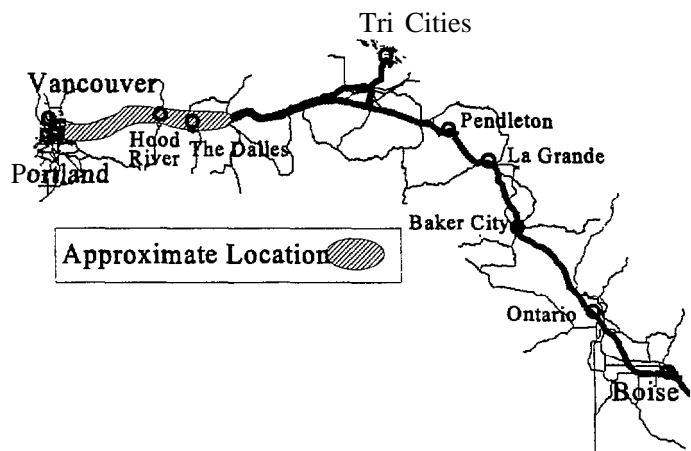 Tri Cities
Vancouver
Hood
River
The Dalles
Portland
Pendleton
La Grande
Baker City
Approximate Location
Ontario
Boise